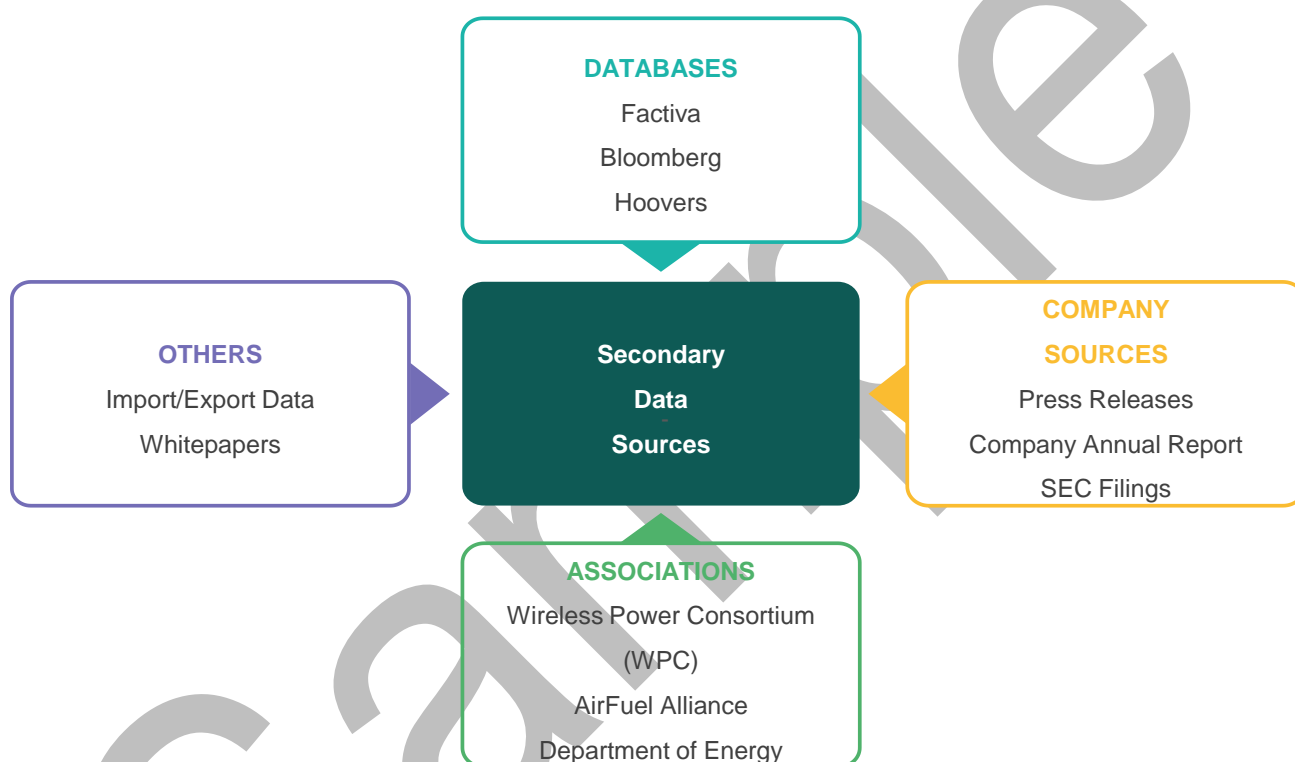 DATABASES
Factiva
Bloomberg
Hoovers
OTHERS
Import/Export Data
Whitepapers
Secondary
Data
-
Sources
COMPANY
SOURCES
Press Releases
Company Annual Report
SEC Filings
ASSOCIATIONS
Wireless Power Consortium
(WPC)
AirFuel Alliance
Department of Energy